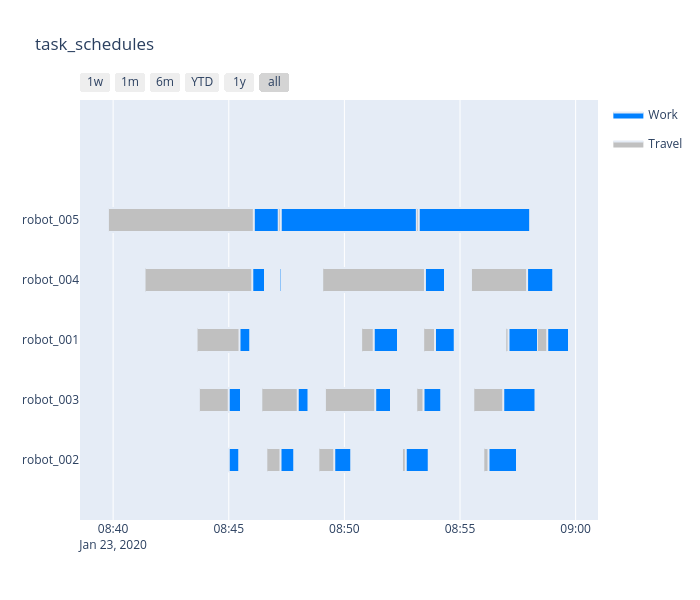 task_schedules
1w 1m 6m YTD 1y all
Work
Travel
robot_005
robot_004
robot_001
robot_003
robot_002
08:40 08:45 08:50 08:55 09:00
Jan 23, 2020